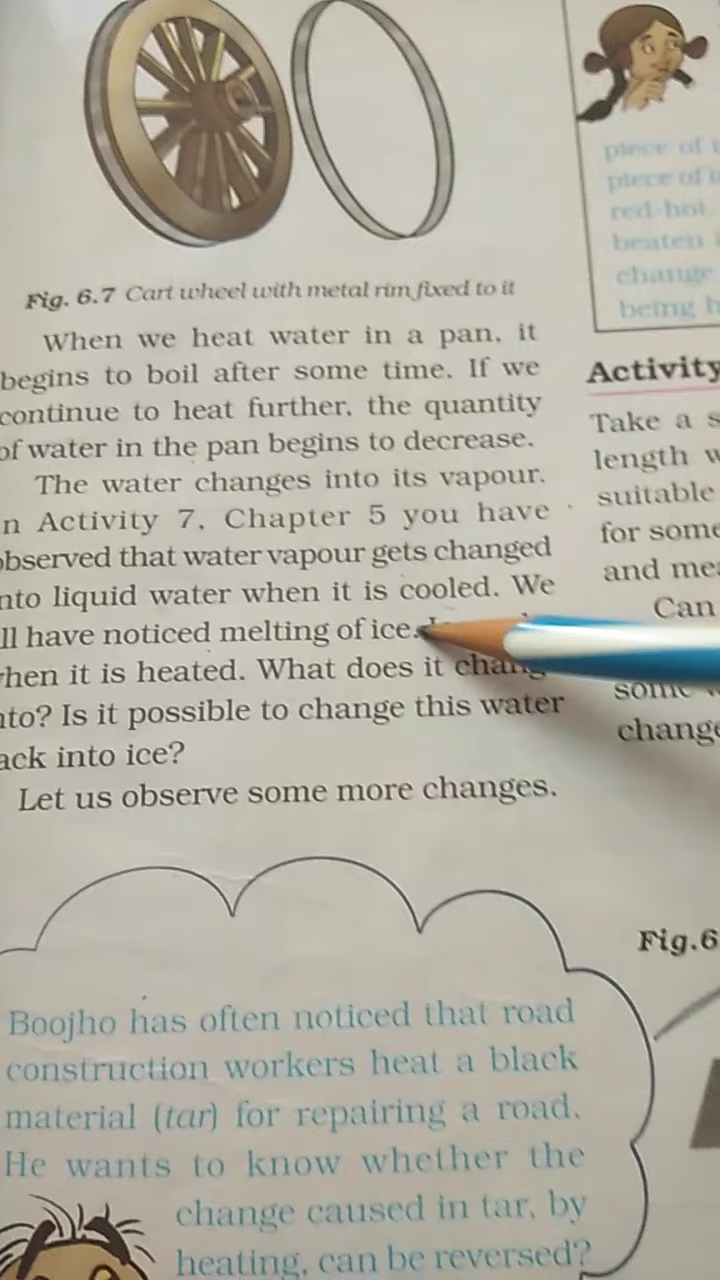 Fig. 6.7 Cart wheel with metal rim fixed to it
When we heat water in a pan, it
begins to boil after some time. If we
continue to heat further, the quantity
of water in the pan begins to decrease.
The water changes into its vapour.
n Activity 7, Chapter 5 you have
observed that water vapour gets changed
nto liquid water when it is cooled. We
ll have noticed melting of ice.
hen it is heated. What does it chang
nto? Is it possible to change this water
ack into ice?
Let us observe some more changes.
Boojho has often noticed that road
construction workers heat a black
material (tar) for repairing a road.
He wants to know whether the
change caused in tar, by
heating, can be reversed?
piece of
piece of
red-hot.
beaten
change
being
Activity
Take a s
length w
suitable
for some
and mea
Can
some
change
Fig.6